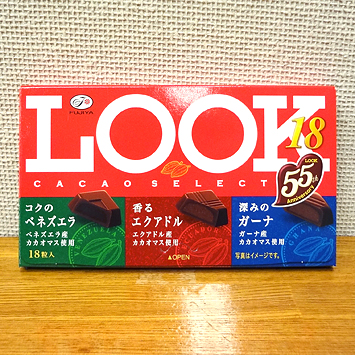 FUJIYA
LOOK
18
CACAO SELECT
LOOK
55th
Anniversary
コクの
ベネズエラ
ベネズエラ産
カカオマス使用
18粒入
香る
エクアドル
エクアドル産
カカオマス使用
▲OPEN
深みの
ガーナ
ガーナ産
カカオマス使用
写真はイメージです。